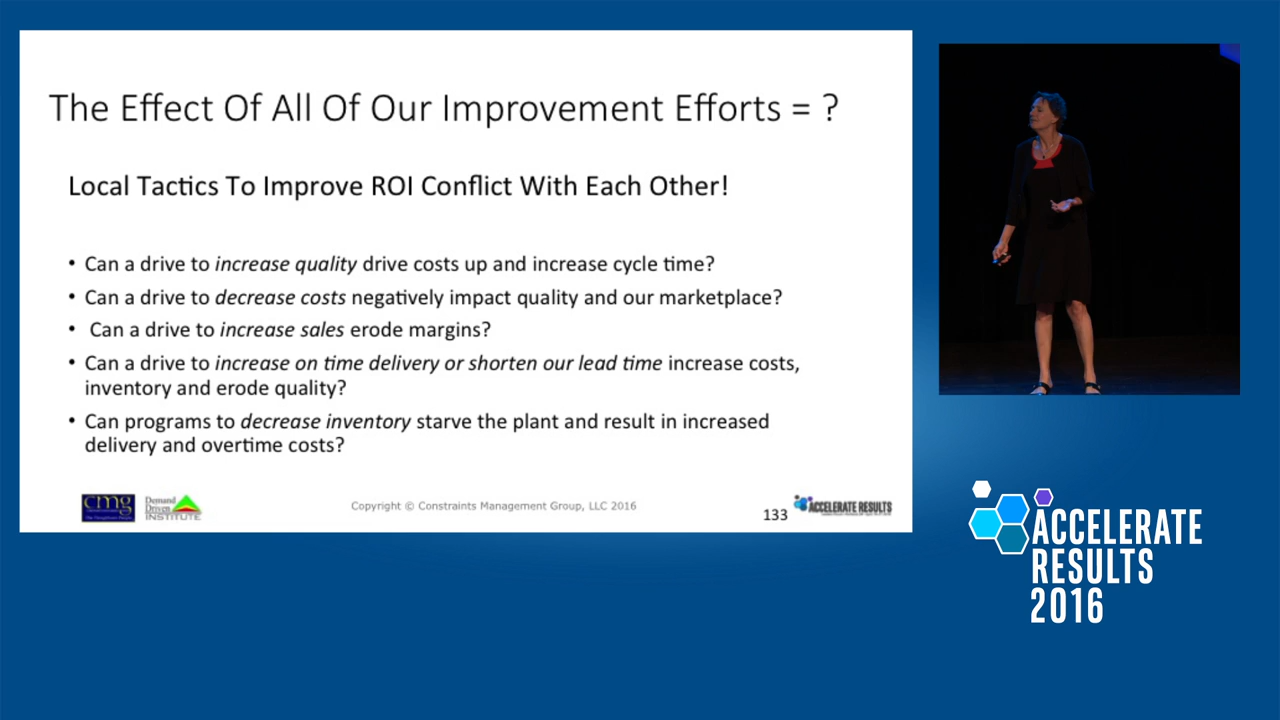 The Effect Of All Of Our Improvement Efforts = ?
Local Tactics To Improve ROI Conflict With Each Other!
• Can a drive to increase quality drive costs up and increase cycle time?
• Can a drive to decrease costs negatively impact quality and our marketplace?
• Can a drive to increase sales erode margins?
• Can a drive to increase on time delivery or shorten our lead time increase costs,
inventory and erode quality?
• Can programs to decrease inventory starve the plant and result in increased
delivery and overtime costs?
cmg
Demand
Driven
INSTITUTE
Copyright © Constraints Management Group, LLC 2016
133
ACCELERATE RESULTS
ACCELERATE
RESULTS
2016